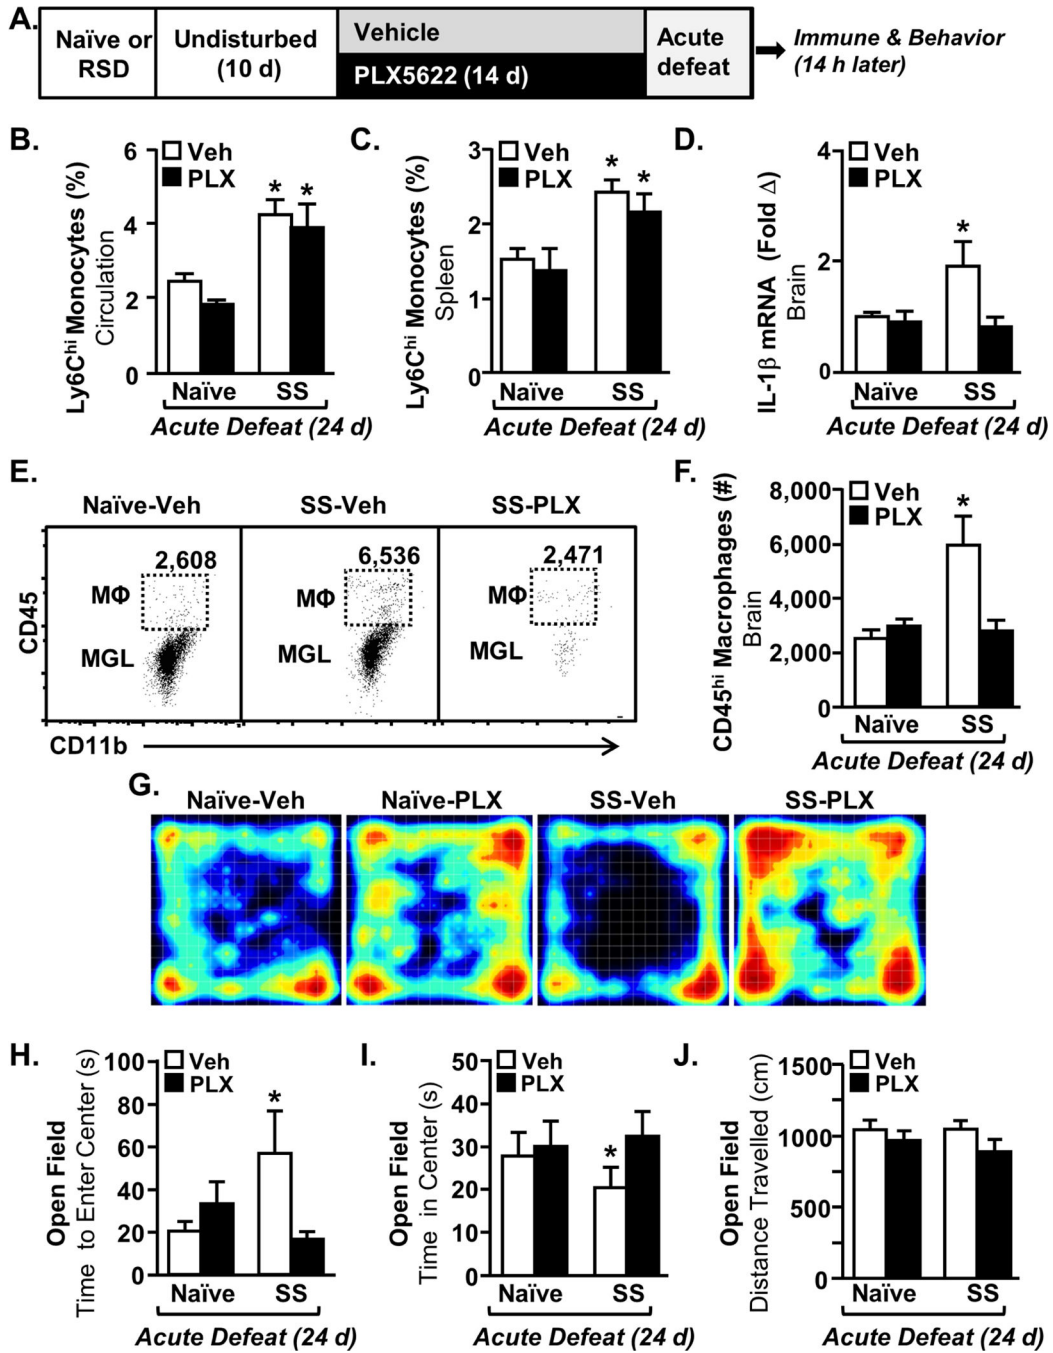 A.
Naïve or
RSD
Undisturbed
(10 d)
Vehicle
PLX5622 (14 d)
Acute
defeat
Immune & Behavior
(14 h later)
B.
Ly6Chi Monocytes (%)
Circulation
6
4
2
0
Veh
PLX
*
*
Naïve
SS
Acute Defeat (24 d)
C.
Ly6Chi Monocytes (%)
Spleen
3
2
1
0
Veh
PLX
*
*
Naïve
SS
Acute Defeat (24 d)
D.
IL-1β mRNA (Fold Δ)
Brain
4
2
0
Veh
PLX
*
Naïve
SS
Acute Defeat (24 d)
E.
Naïve-Veh
SS-Veh
SS-PLX
CD45
2,608
MΦ
MGL
6,536
MΦ
MGL
2,471
MΦ
MGL
CD11b
F.
CD45hi Macrophages (#)
Brain
8,000
6,000
4,000
2,000
0
Veh
PLX
*
Naïve
SS
Acute Defeat (24 d)
G.
Naïve-Veh
Naïve-PLX
SS-Veh
SS-PLX
H.
Open Field
Time to Enter Center (s)
100
80
60
40
20
0
Veh
PLX
*
Naïve
SS
Acute Defeat (24 d)
I.
Open Field
Time in Center (s)
50
40
30
20
10
0
Veh
PLX
*
Naïve
SS
Acute Defeat (24 d)
J.
Open Field
Distance Travelled (cm)
1500
1000
500
0
Veh
PLX
Naïve
SS
Acute Defeat (24 d)